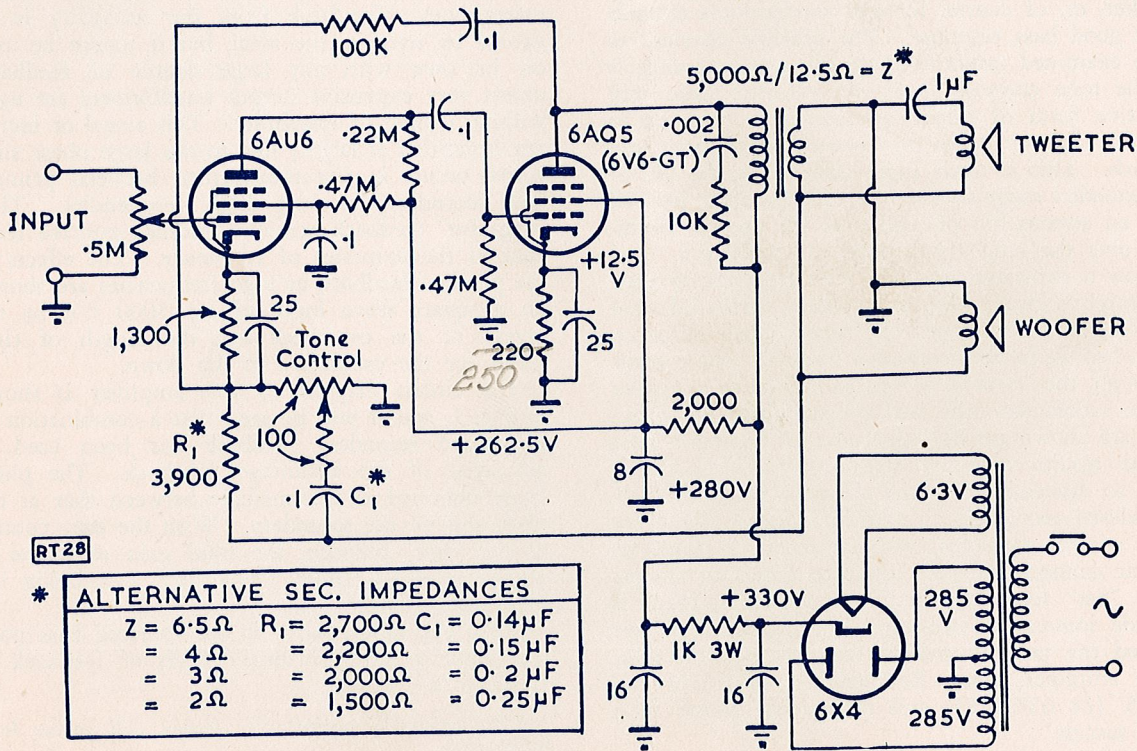 100K
.1
5,000Ω/12.5Ω = Z*
1μF
6AU6
.22M
.1
6AQ5
(6V6-GT)
.002
TWEETER
.47M
INPUT
.5M
.1
10K
+12.5
V
.47M
25
1,300
Tone
Control
220
25
WOOFER
250
2,000
R₁*
3,900
100
+262.5V
8
+280V
.1
C₁*
6.3V
RT28
* ALTERNATIVE SEC. IMPEDANCES
Z = 6.5Ω R₁ = 2,700Ω C₁ = 0.14μF
= 4Ω = 2,200Ω = 0.15μF
= 3Ω = 2,000Ω = 0.2μF
= 2Ω = 1,500Ω = 0.25μF
+330V
285
V
1K 3W
16
16
6X4
285V